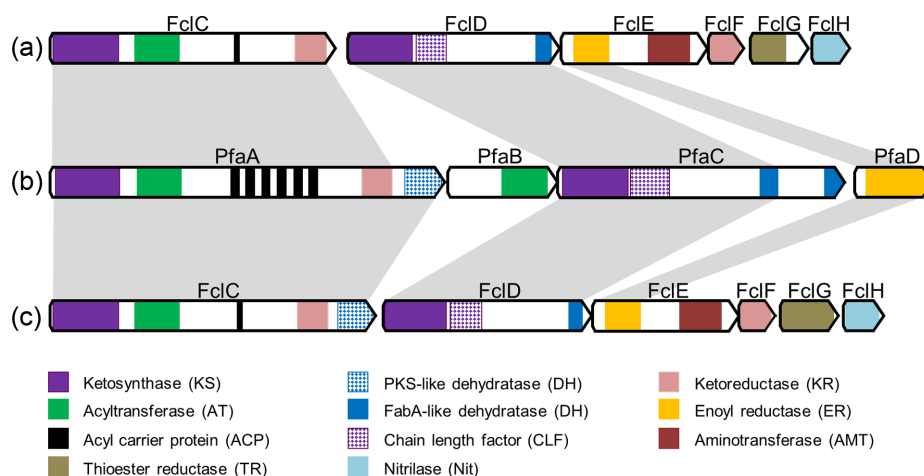 FclC FclD FclE FclF FclG FclH
(a)
PfaA PfaB PfaC PfaD
(b)
FclC FclD FclE FclF FclG FclH
(c)
Ketosynthase (KS) PKS-like dehydratase (DH) Ketoreductase (KR)
Acyltransferase (AT) FabA-like dehydratase (DH) Enoyl reductase (ER)
Acyl carrier protein (ACP) Chain length factor (CLF) Aminotransferase (AMT)
Thioester reductase (TR) Nitrilase (Nit)